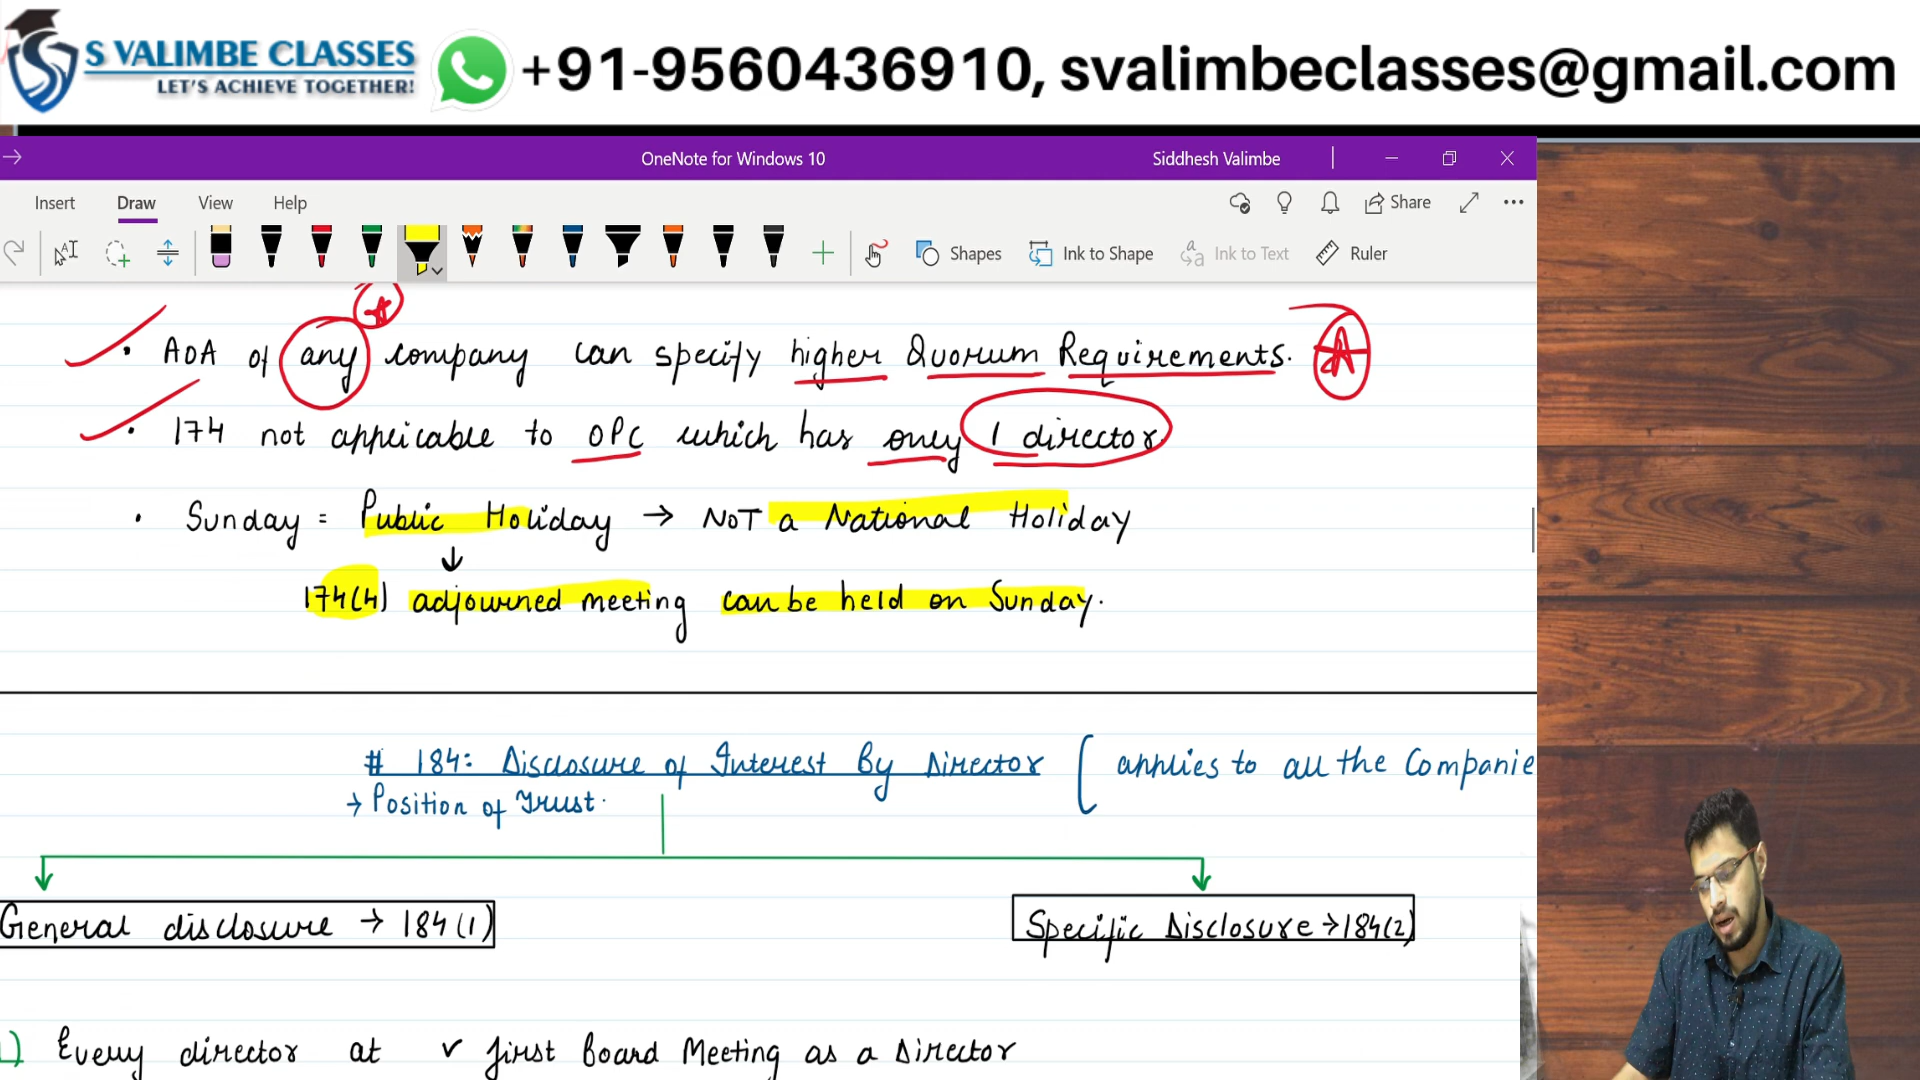 S VALIMBE CLASSES
LET'S ACHIEVE TOGETHER!
+91-9560436910, svalimbeclasses@gmail.com
OneNote for Windows 10
Siddhesh Valimbe
Insert Draw View Help
Share
Shapes Ink to Shape Ink to Text Ruler
• AOA of any company can specify higher Quorum Requirements.
• 174 not applicable to OPC which has only 1 director.
• Sunday = Public Holiday → NOT a National Holiday
↓
174(4) adjourned meeting can be held on Sunday.
# 184: Disclosure of Interest By Director [ applies to all the Companie
→ Position of Trust.
General disclosure → 184(1)
Specific Disclosure → 184(2)
1) Every director at ✓ first Board Meeting as a Director